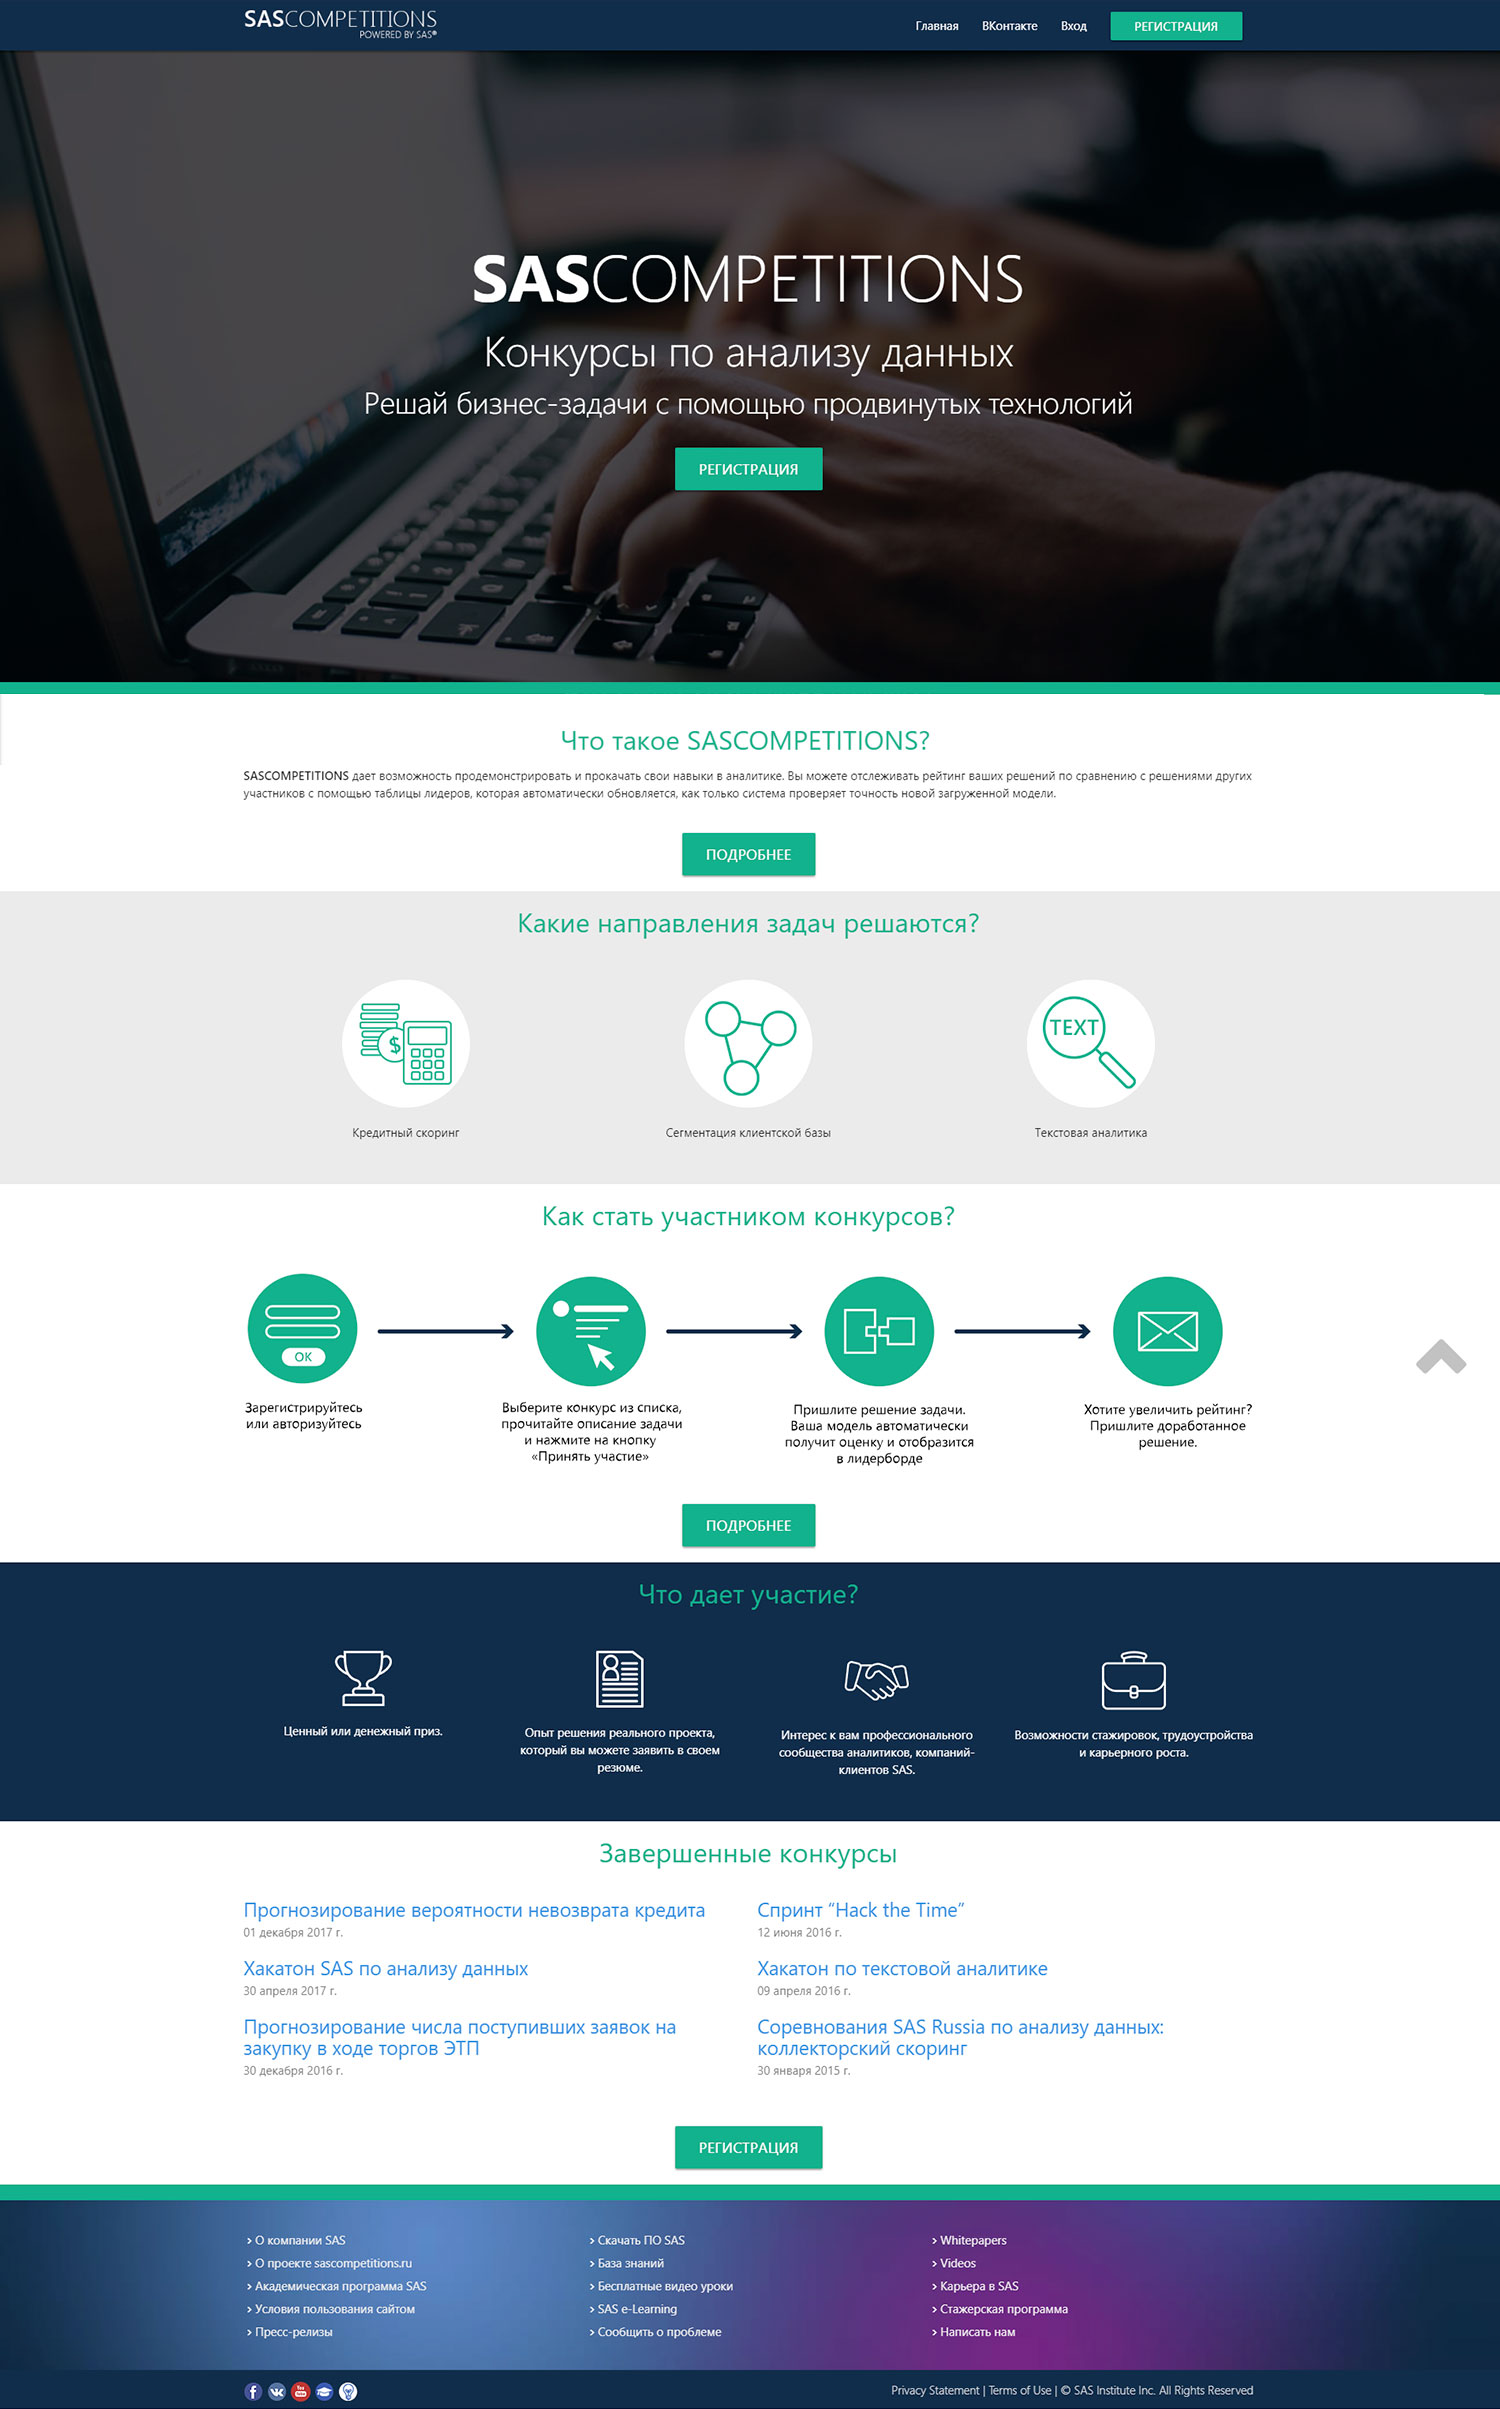 SASCOMPETITIONS
POWERED BY SAS®
Главная ВКонтакте Вход РЕГИСТРАЦИЯ
SASCOMPETITIONS
Конкурсы по анализу данных
Решай бизнес-задачи с помощью продвинутых технологий
РЕГИСТРАЦИЯ
Что такое SASCOMPETITIONS?
SASCOMPETITIONS дает возможность продемонстрировать и прокачать свои навыки в аналитике. Вы можете отслеживать рейтинг ваших решений по сравнению с решениями других
участников с помощью таблицы лидеров, которая автоматически обновляется, как только система проверяет точность новой загруженной модели.
ПОДРОБНЕЕ
Какие направления задач решаются?
$
TEXT
Кредитный скоринг
Сегментация клиентской базы
Текстовая аналитика
Как стать участником конкурсов?
OK
Зарегистрируйтесь
или авторизуйтесь
Выберите конкурс из списка,
прочитайте описание задачи
и нажмите на кнопку
«Принять участие»
Пришлите решение задачи.
Ваша модель автоматически
получит оценку и отобразится
в лидерборде
Хотите увеличить рейтинг?
Пришлите доработанное
решение.
ПОДРОБНЕЕ
Что дает участие?
Ценный или денежный приз.
Опыт решения реального проекта,
который вы можете заявить в своем
резюме.
Интерес к вам профессионального
сообщества аналитиков, компаний-
клиентов SAS.
Возможности стажировок, трудоустройства
и карьерного роста.
Завершенные конкурсы
Прогнозирование вероятности невозврата кредита
01 декабря 2017 г.
Хакатон SAS по анализу данных
30 апреля 2017 г.
Прогнозирование числа поступивших заявок на
закупку в ходе торгов ЭТП
30 декабря 2016 г.
Спринт “Hack the Time”
12 июня 2016 г.
Хакатон по текстовой аналитике
09 апреля 2016 г.
Соревнования SAS Russia по анализу данных:
коллекторский скоринг
30 января 2015 г.
РЕГИСТРАЦИЯ
› О компании SAS
› О проекте sascompetitions.ru
› Академическая программа SAS
› Условия пользования сайтом
› Пресс-релизы
› Скачать ПО SAS
› База знаний
› Бесплатные видео уроки
› SAS e-Learning
› Сообщить о проблеме
› Whitepapers
› Videos
› Карьера в SAS
› Стажерская программа
› Написать нам
Privacy Statement | Terms of Use | © SAS Institute Inc. All Rights Reserved